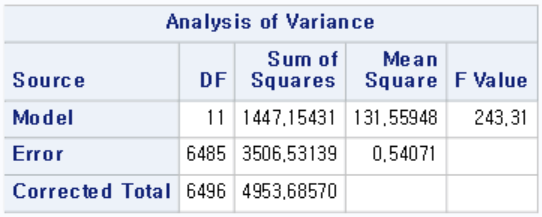 Analysis of Variance
Source DF Sum of Squares Mean Square F Value
Model 11 1447,15431 131,55948 243,31
Error 6485 3506,53139 0,54071
Corrected Total 6496 4953,68570